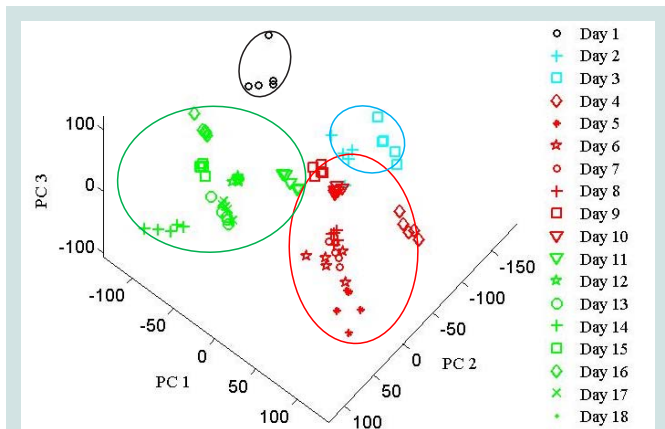 Day 1
Day 2
Day 3
Day 4
Day 5
Day 6
Day 7
Day 8
Day 9
Day 10
Day 11
Day 12
Day 13
Day 14
Day 15
Day 16
Day 17
Day 18
100
0
-100
PC 3
-100
-50
0
50
100
PC 1
-150
-100
-50
0
50
100
PC 2